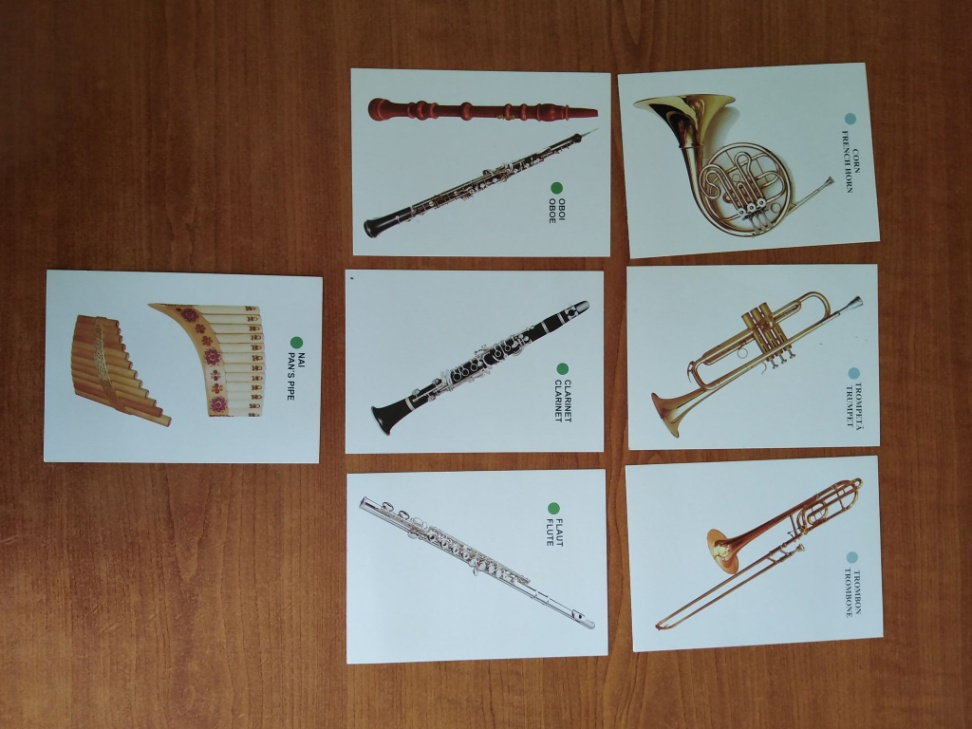 CORN
FRENCH HORN
TROMPETĂ
TRUMPET
TROMBON
TROMBONE
OBOI
OBOE
CLARINET
CLARINET
FLAUT
FLUTE
NAI
PAN'S PIPE